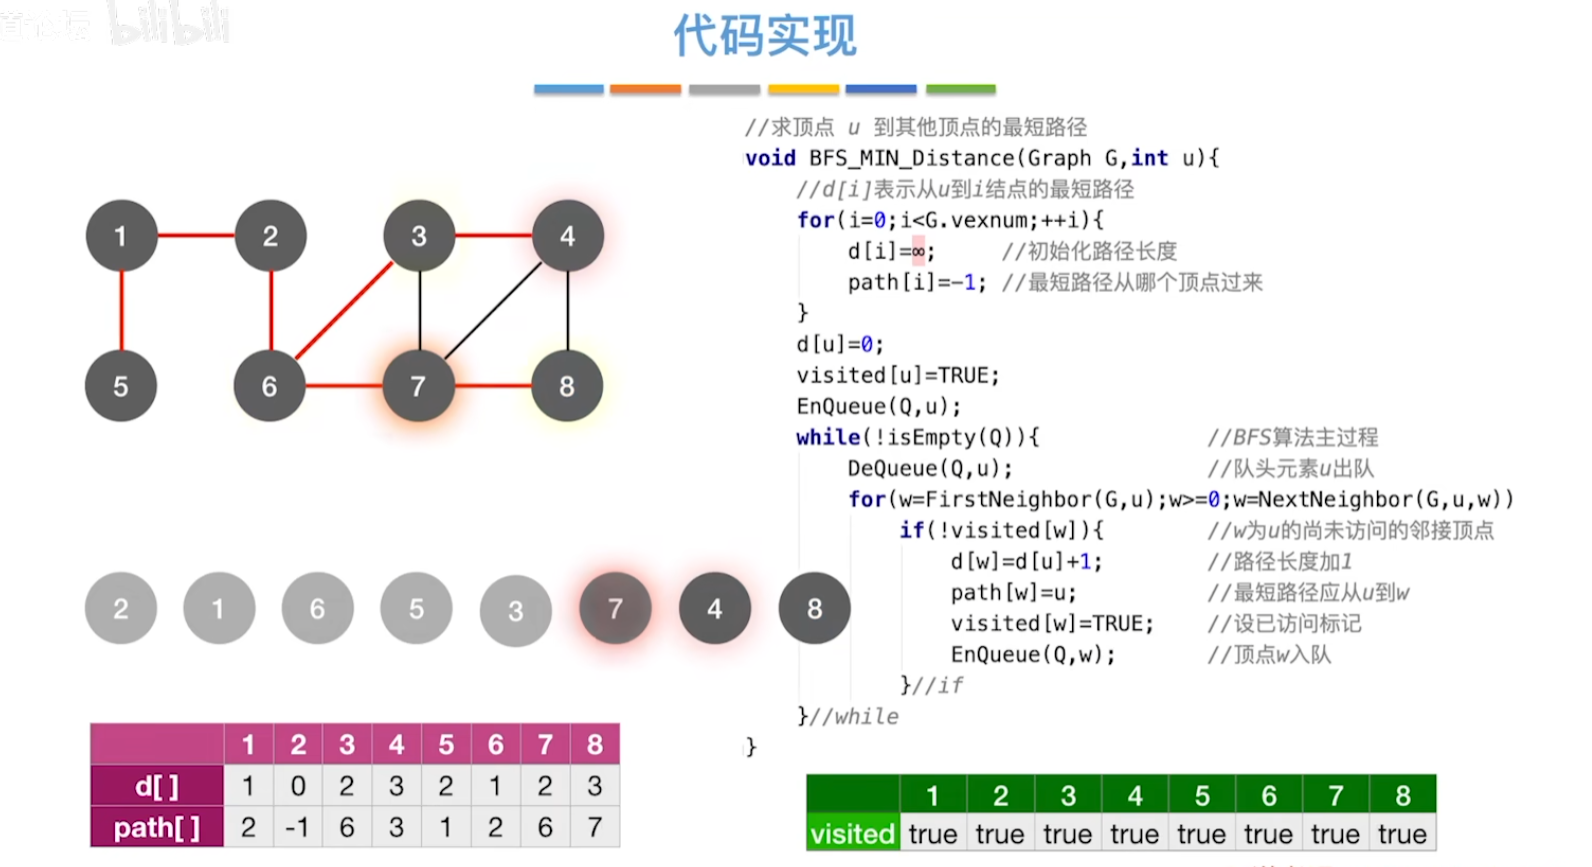 bilibili
代码实现
//求顶点 u 到其他顶点的最短路径
void BFS_MIN_Distance(Graph G,int u){
//d[i]表示从u到i结点的最短路径
for(i=0;i<G.vexnum;++i){
d[i]=∞; //初始化路径长度
path[i]=-1; //最短路径从哪个顶点过来
}
d[u]=0;
visited[u]=TRUE;
EnQueue(Q,u);
while(!isEmpty(Q)){ //BFS算法主过程
DeQueue(Q,u); //队头元素u出队
for(w=FirstNeighbor(G,u);w>=0;w=NextNeighbor(G,u,w))
if(!visited[w]){ //w为u的尚未访问的邻接顶点
d[w]=d[u]+1; //路径长度加1
path[w]=u; //最短路径应从u到w
visited[w]=TRUE; //设已访问标记
EnQueue(Q,w); //顶点w入队
}//if
}//while
}
1 2 3 4
5 6 7 8
2 1 6 5 3 7 4 8
1 2 3 4 5 6 7 8
d[ ] 1 0 2 3 2 1 2 3
path[ ] 2 -1 6 3 1 2 6 7
1 2 3 4 5 6 7 8
visited true true true true true true true true